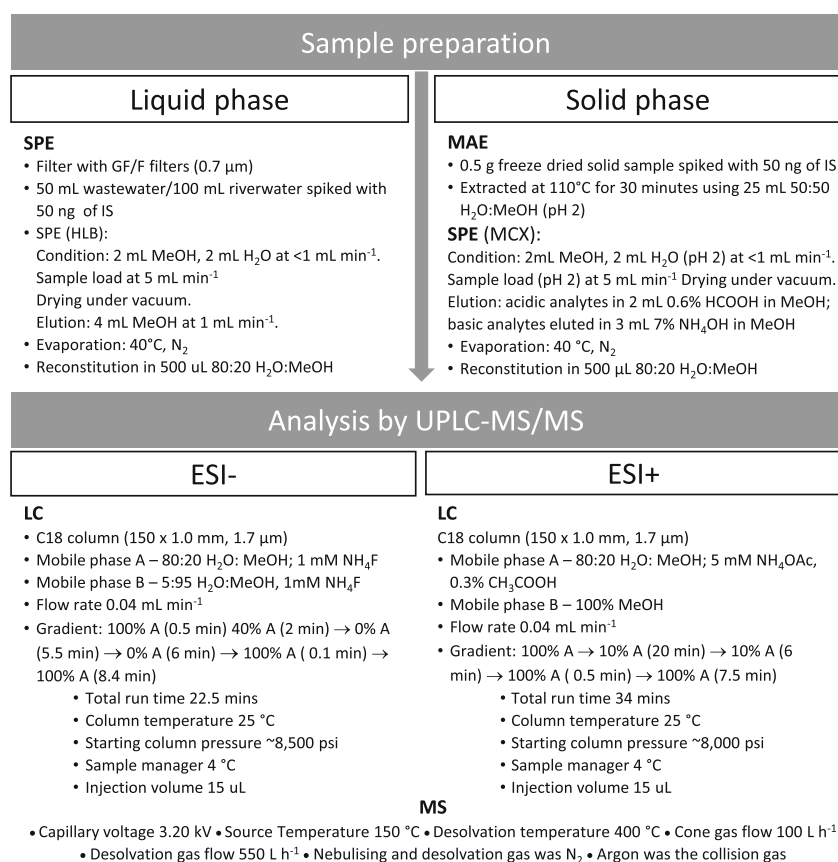 Sample preparation
Liquid phase
SPE
• Filter with GF/F filters (0.7 µm)
• 50 mL wastewater/100 mL riverwater spiked with
50 ng of IS
• SPE (HLB):
Condition: 2 mL MeOH, 2 mL H₂O at <1 mL min⁻¹.
Sample load at 5 mL min⁻¹
Drying under vacuum.
Elution: 4 mL MeOH at 1 mL min⁻¹.
• Evaporation: 40°C, N₂
• Reconstitution in 500 uL 80:20 H₂O:MeOH
Solid phase
MAE
• 0.5 g freeze dried solid sample spiked with 50 ng of IS
• Extracted at 110°C for 30 minutes using 25 mL 50:50
H₂O:MeOH (pH 2)
SPE (MCX):
Condition: 2mL MeOH, 2 mL H₂O (pH 2) at <1 mL min⁻¹.
Sample load (pH 2) at 5 mL min⁻¹ Drying under vacuum.
Elution: acidic analytes in 2 mL 0.6% HCOOH in MeOH;
basic analytes eluted in 3 mL 7% NH₄OH in MeOH
• Evaporation: 40 °C, N₂
• Reconstitution in 500 µL 80:20 H₂O:MeOH
Analysis by UPLC-MS/MS
ESI-
LC
• C18 column (150 x 1.0 mm, 1.7 µm)
• Mobile phase A – 80:20 H₂O: MeOH; 1 mM NH₄F
• Mobile phase B – 5:95 H₂O:MeOH, 1mM NH₄F
• Flow rate 0.04 mL min⁻¹
• Gradient: 100% A (0.5 min) 40% A (2 min) → 0% A
(5.5 min) → 0% A (6 min) → 100% A ( 0.1 min) →
100% A (8.4 min)
• Total run time 22.5 mins
• Column temperature 25 °C
• Starting column pressure ~8,500 psi
• Sample manager 4 °C
• Injection volume 15 uL
ESI+
LC
C18 column (150 x 1.0 mm, 1.7 µm)
• Mobile phase A – 80:20 H₂O: MeOH; 5 mM NH₄OAc,
0.3% CH₃COOH
• Mobile phase B – 100% MeOH
• Flow rate 0.04 mL min⁻¹
• Gradient: 100% A → 10% A (20 min) → 10% A (6
min) → 100% A ( 0.5 min) → 100% A (7.5 min)
• Total run time 34 mins
• Column temperature 25 °C
• Starting column pressure ~8,000 psi
• Sample manager 4 °C
• Injection volume 15 uL
MS
• Capillary voltage 3.20 kV • Source Temperature 150 °C • Desolvation temperature 400 °C • Cone gas flow 100 L h⁻¹
• Desolvation gas flow 550 L h⁻¹ • Nebulising and desolvation gas was N₂ • Argon was the collision gas